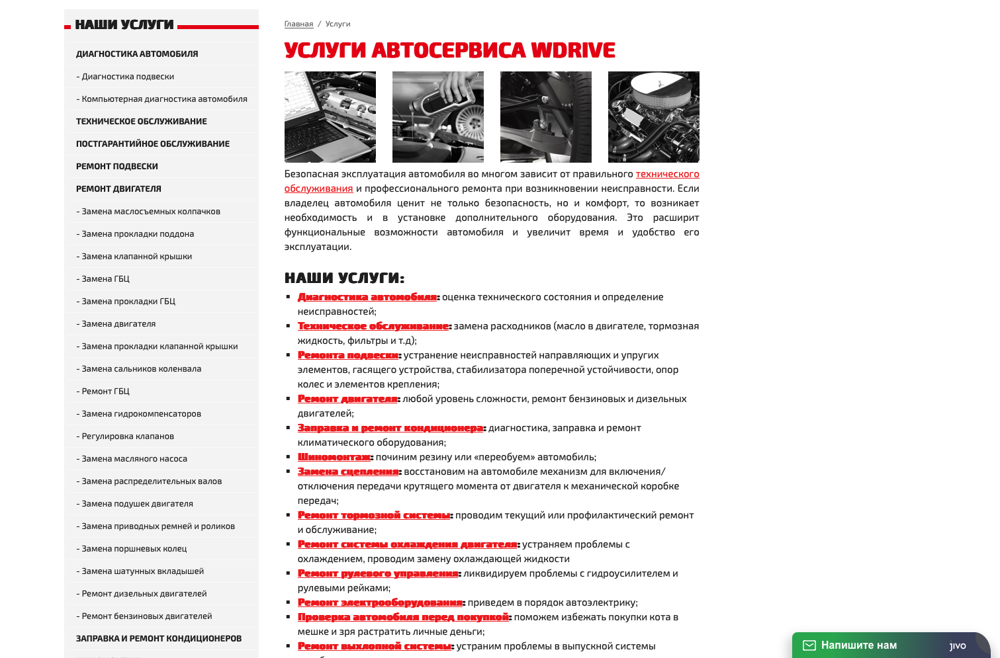 НАШИ УСЛУГИ
ДИАГНОСТИКА АВТОМОБИЛЯ
- Диагностика подвески
- Компьютерная диагностика автомобиля
ТЕХНИЧЕСКОЕ ОБСЛУЖИВАНИЕ
ПОСТГАРАНТИЙНОЕ ОБСЛУЖИВАНИЕ
РЕМОНТ ПОДВЕСКИ
РЕМОНТ ДВИГАТЕЛЯ
- Замена маслосъемных колпачков
- Замена прокладки поддона
- Замена клапанной крышки
- Замена ГБЦ
- Замена прокладки ГБЦ
- Замена двигателя
- Замена прокладки клапанной крышки
- Замена сальников коленвала
- Ремонт ГБЦ
- Замена гидрокомпенсаторов
- Регулировка клапанов
- Замена масляного насоса
- Замена распределительных валов
- Замена подушек двигателя
- Замена приводных ремней и роликов
- Замена поршневых колец
- Замена шатунных вкладышей
- Ремонт дизельных двигателей
- Ремонт бензиновых двигателей
ЗАПРАВКА И РЕМОНТ КОНДИЦИОНЕРОВ
Главная / Услуги
УСЛУГИ АВТОСЕРВИСА WDRIVE
Безопасная эксплуатация автомобиля во многом зависит от правильного технического
обслуживания и профессионального ремонта при возникновении неисправности. Если
владелец автомобиля ценит не только безопасность, но и комфорт, то возникает
необходимость и в установке дополнительного оборудования. Это расширит
функциональные возможности автомобиля и увеличит время и удобство его
эксплуатации.
НАШИ УСЛУГИ:
Диагностика автомобиля: оценка технического состояния и определение
неисправностей;
Техническое обслуживание: замена расходников (масло в двигателе, тормозная
жидкость, фильтры и т.д);
Ремонта подвески: устранение неисправностей направляющих и упругих
элементов, гасящего устройства, стабилизатора поперечной устойчивости, опор
колес и элементов крепления;
Ремонт двигателя: любой уровень сложности, ремонт бензиновых и дизельных
двигателей;
Заправка и ремонт кондиционера: диагностика, заправка и ремонт
климатического оборудования;
Шиномонтаж: починим резину или «переобуем» автомобиль;
Замена сцепления: восстановим на автомобиле механизм для включения/
отключения передачи крутящего момента от двигателя к механической коробке
передач;
Ремонт тормозной системы: проводим текущий или профилактический ремонт
и обслуживание;
Ремонт системы охлаждения двигателя: устраняем проблемы с
охлаждением, проводим замену охлаждающей жидкости
Ремонт рулевого управления: ликвидируем проблемы с гидроусилителем и
рулевыми рейками;
Ремонт электрооборудования: приведем в порядок автоэлектрику;
Проверка автомобиля перед покупкой: поможем избежать покупки кота в
мешке и зря растратить личные деньги;
Ремонт выхлопной системы: устраним проблемы в выпускной системы
Напишите нам
jivo